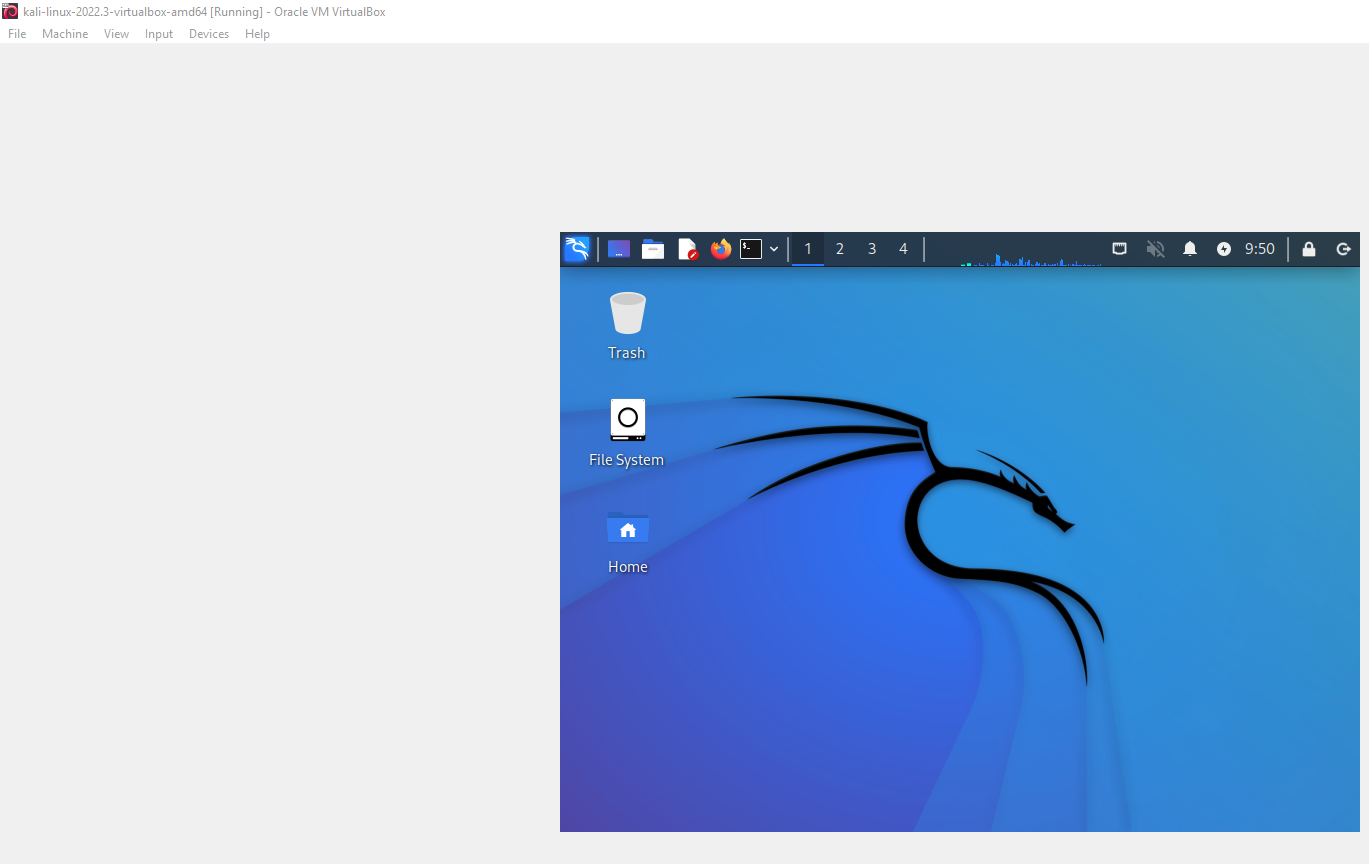 kali-linux-2022.3-virtualbox-amd64 [Running] - Oracle VM VirtualBox
File Machine View Input Devices Help
$_ 1 2 3 4 9:50
Trash
File System
Home